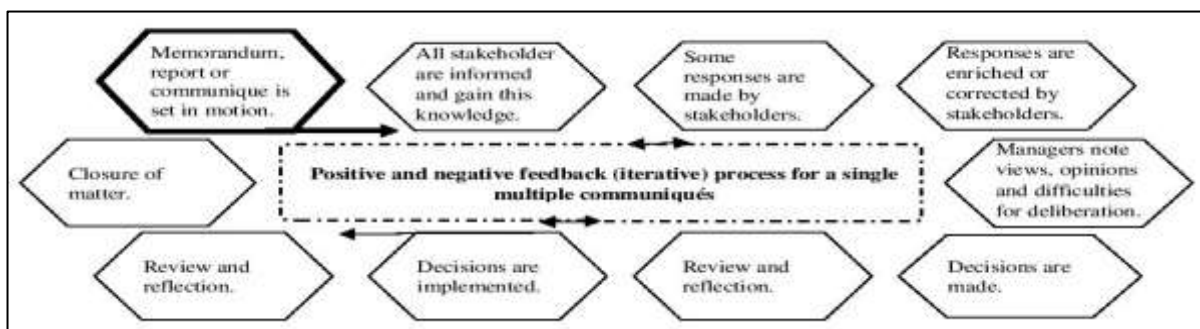 Memorandum,
report or
communique is
set in motion.
All stakeholder
are informed
and gain this
knowledge.
Some
responses are
made by
stakeholders.
Responses are
enriched or
corrected by
stakeholders.
Closure of
matter.
Positive and negative feedback (iterative) process for a single
multiple communiqués
Managers note
views, opinions
and difficulties
for deliberation.
Review and
reflection.
Decisions are
implemented.
Review and
reflection.
Decisions are
made.